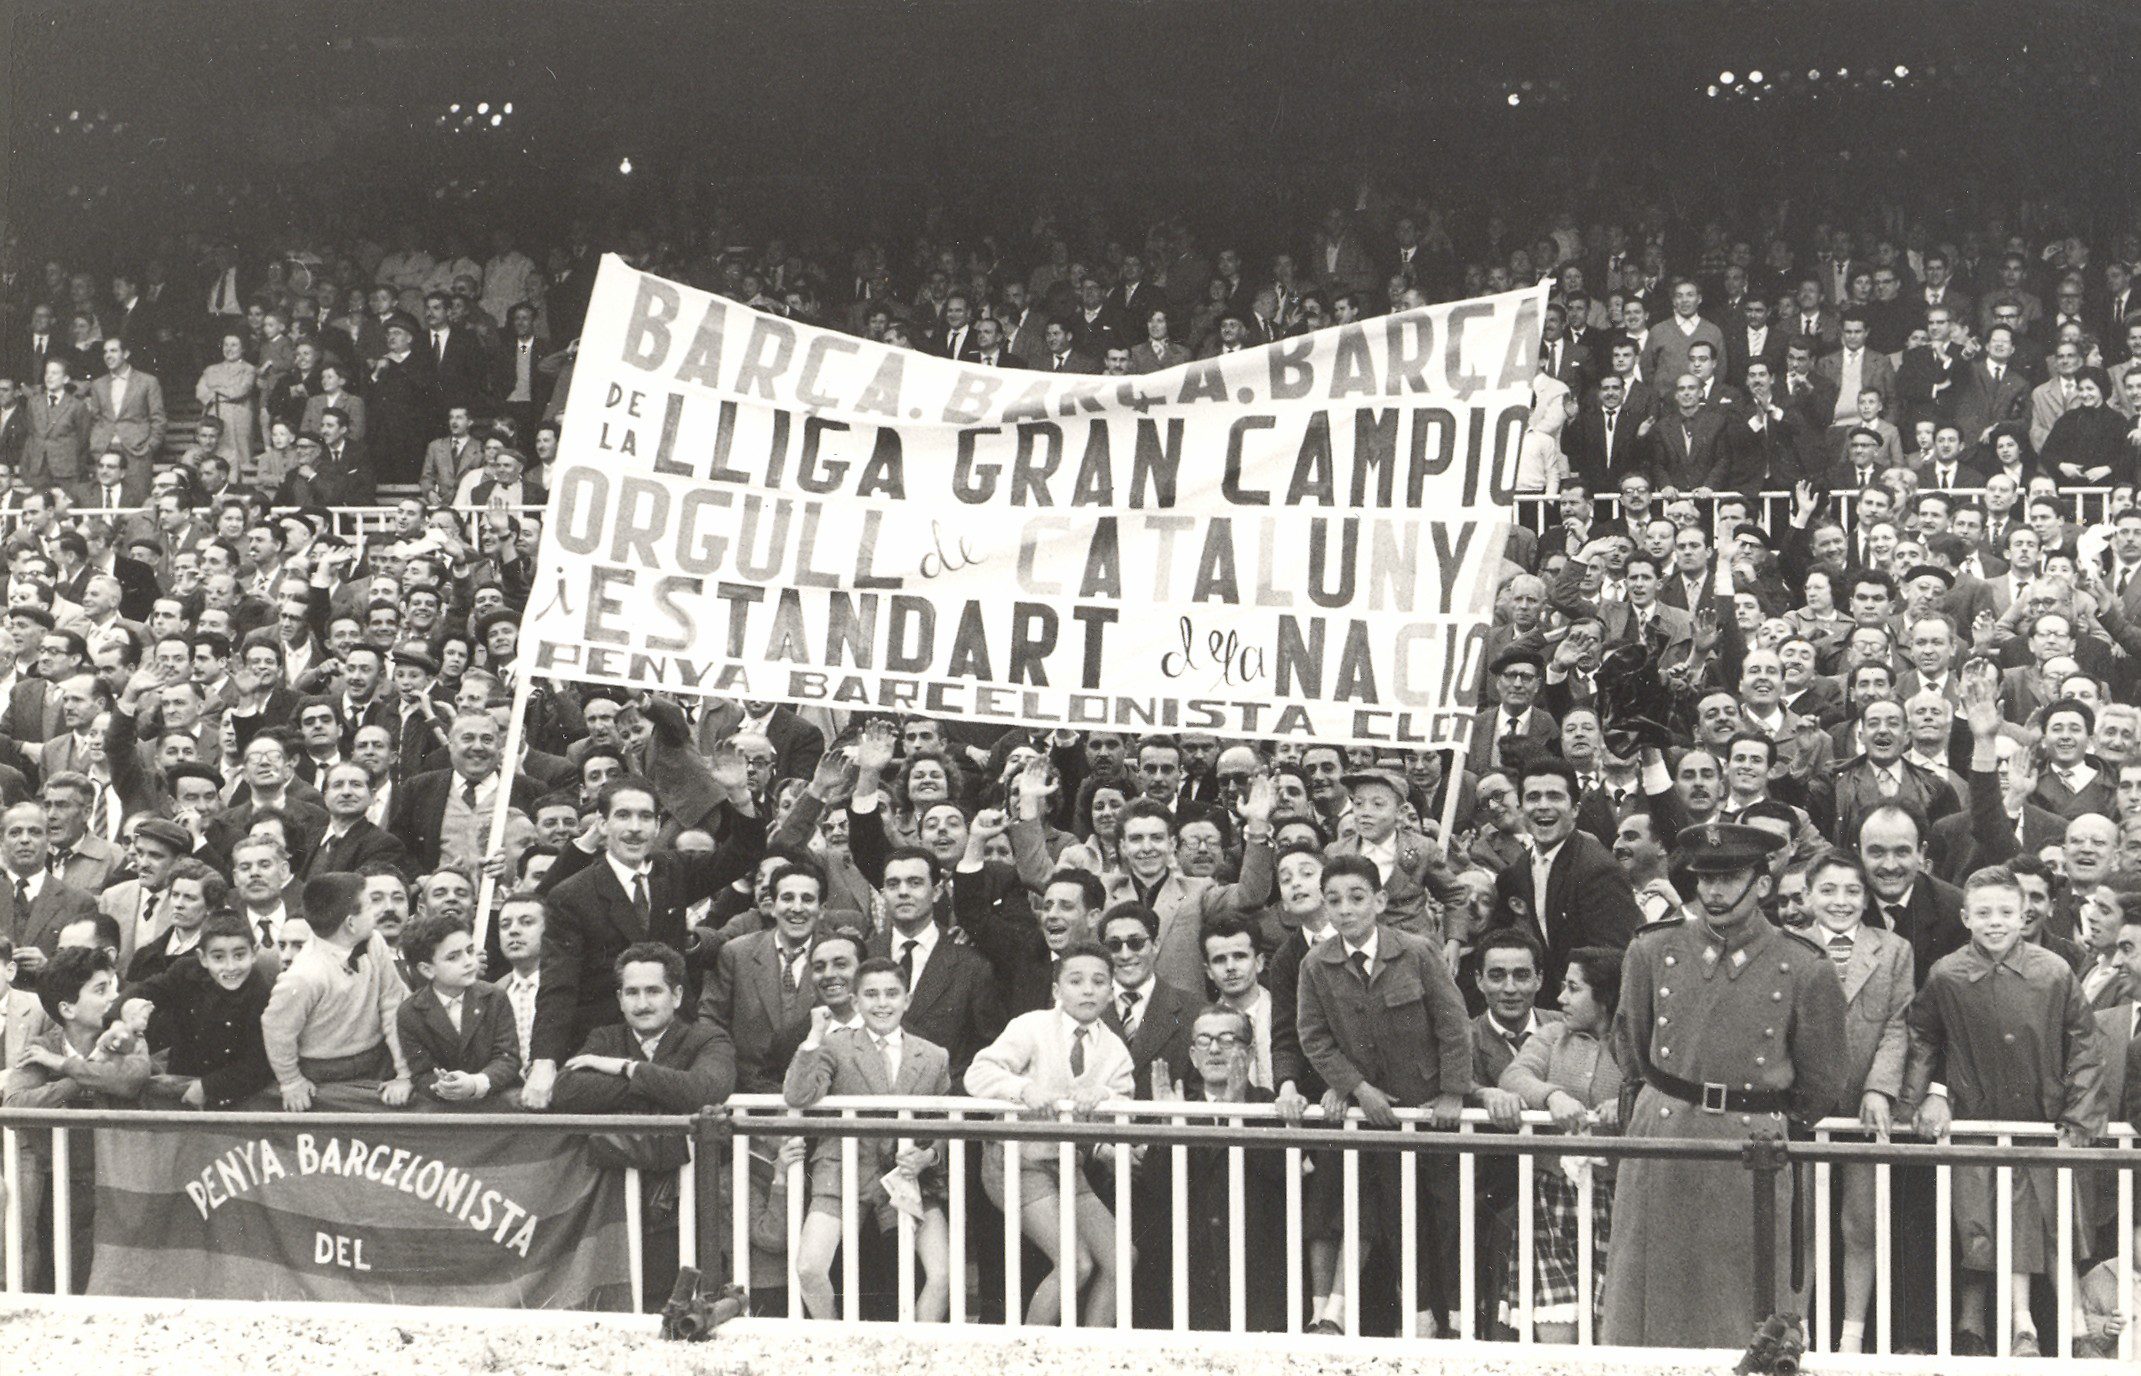 BARÇA. BARÇA. BARÇA
DE LA LLIGA GRAN CAMPIO
ORGULL de CATALUNYA
i ESTANDART de la NACIO
PENYA BARCELONISTA CLOT
PENYA. BARCELONISTA
DEL